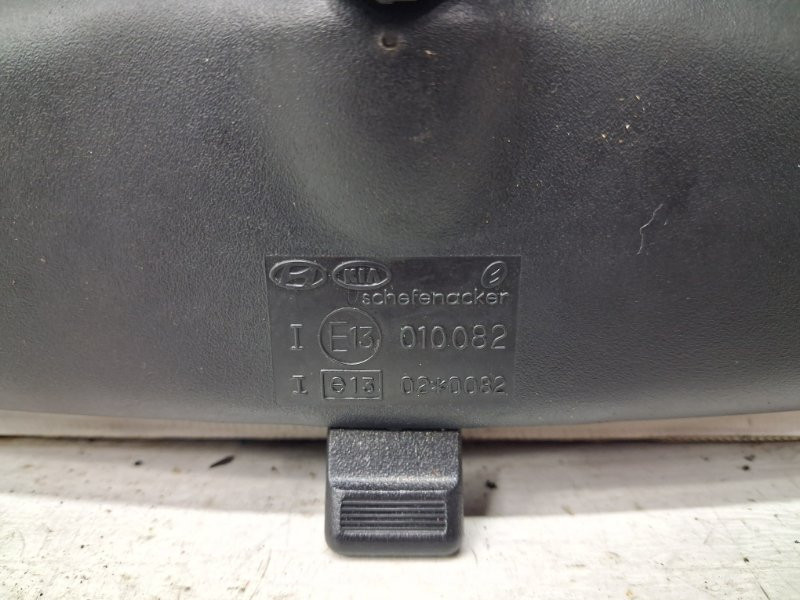 KIA
schefenacker
I E13 010082
I e13 02*0082